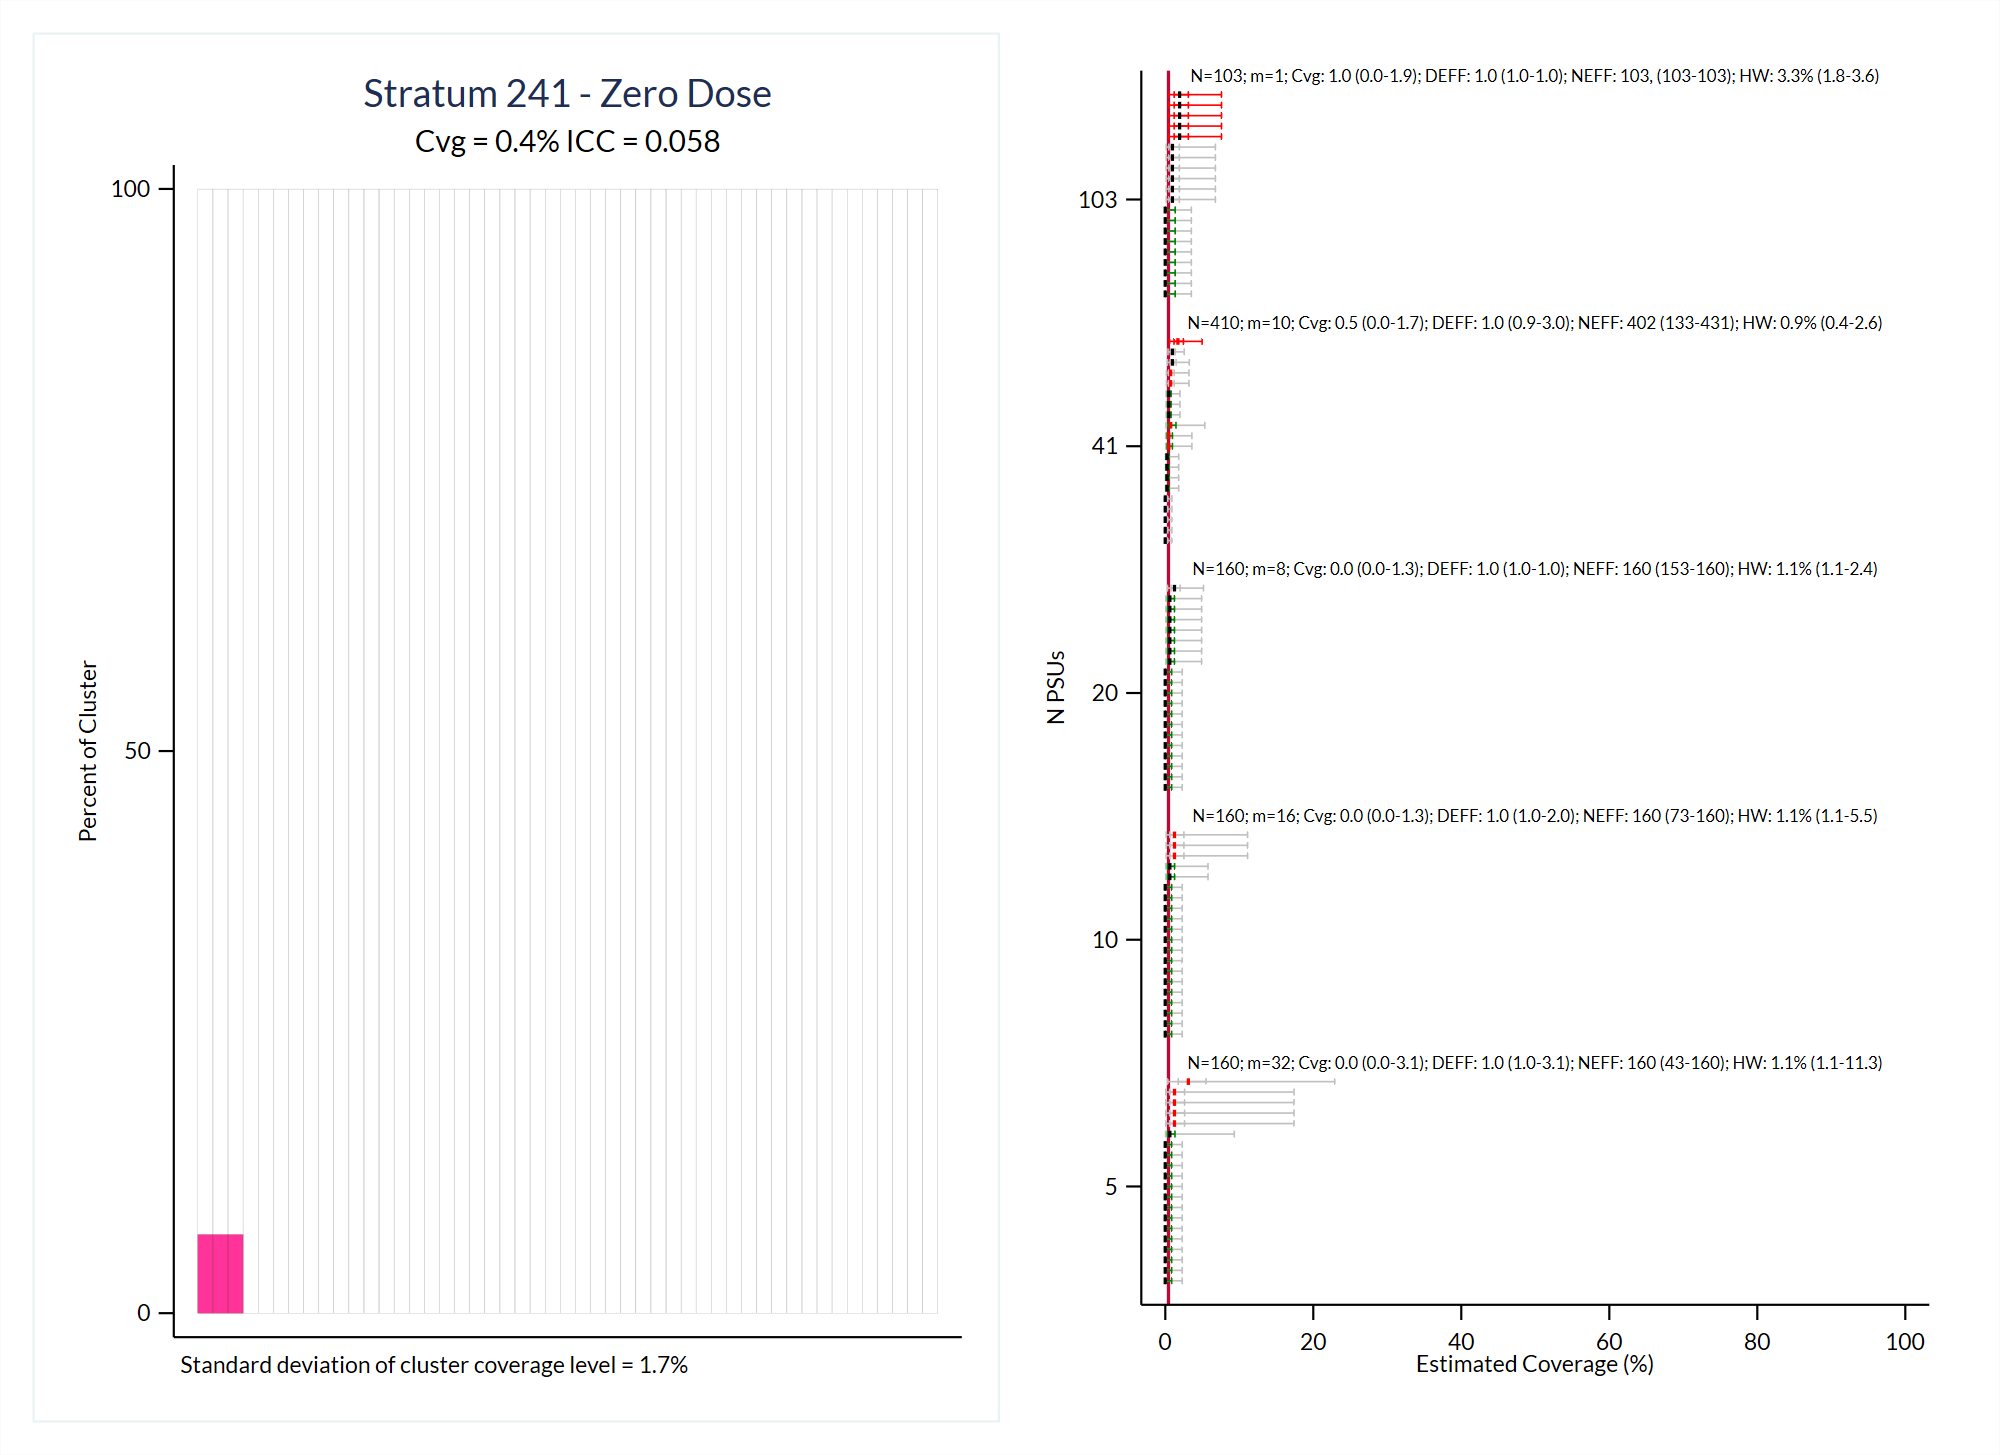 Stratum 241 - Zero Dose
Cvg = 0.4% ICC = 0.058
100
50
0
Percent of Cluster
Standard deviation of cluster coverage level = 1.7%
N=103; m=1; Cvg: 1.0 (0.0-1.9); DEFF: 1.0 (1.0-1.0); NEFF: 103, (103-103); HW: 3.3% (1.8-3.6)
103
N=410; m=10; Cvg: 0.5 (0.0-1.7); DEFF: 1.0 (0.9-3.0); NEFF: 402 (133-431); HW: 0.9% (0.4-2.6)
41
N=160; m=8; Cvg: 0.0 (0.0-1.3); DEFF: 1.0 (1.0-1.0); NEFF: 160 (153-160); HW: 1.1% (1.1-2.4)
20
N=160; m=16; Cvg: 0.0 (0.0-1.3); DEFF: 1.0 (1.0-2.0); NEFF: 160 (73-160); HW: 1.1% (1.1-5.5)
10
N=160; m=32; Cvg: 0.0 (0.0-3.1); DEFF: 1.0 (1.0-3.1); NEFF: 160 (43-160); HW: 1.1% (1.1-11.3)
5
N PSUs
0 20 40 60 80 100
Estimated Coverage (%)